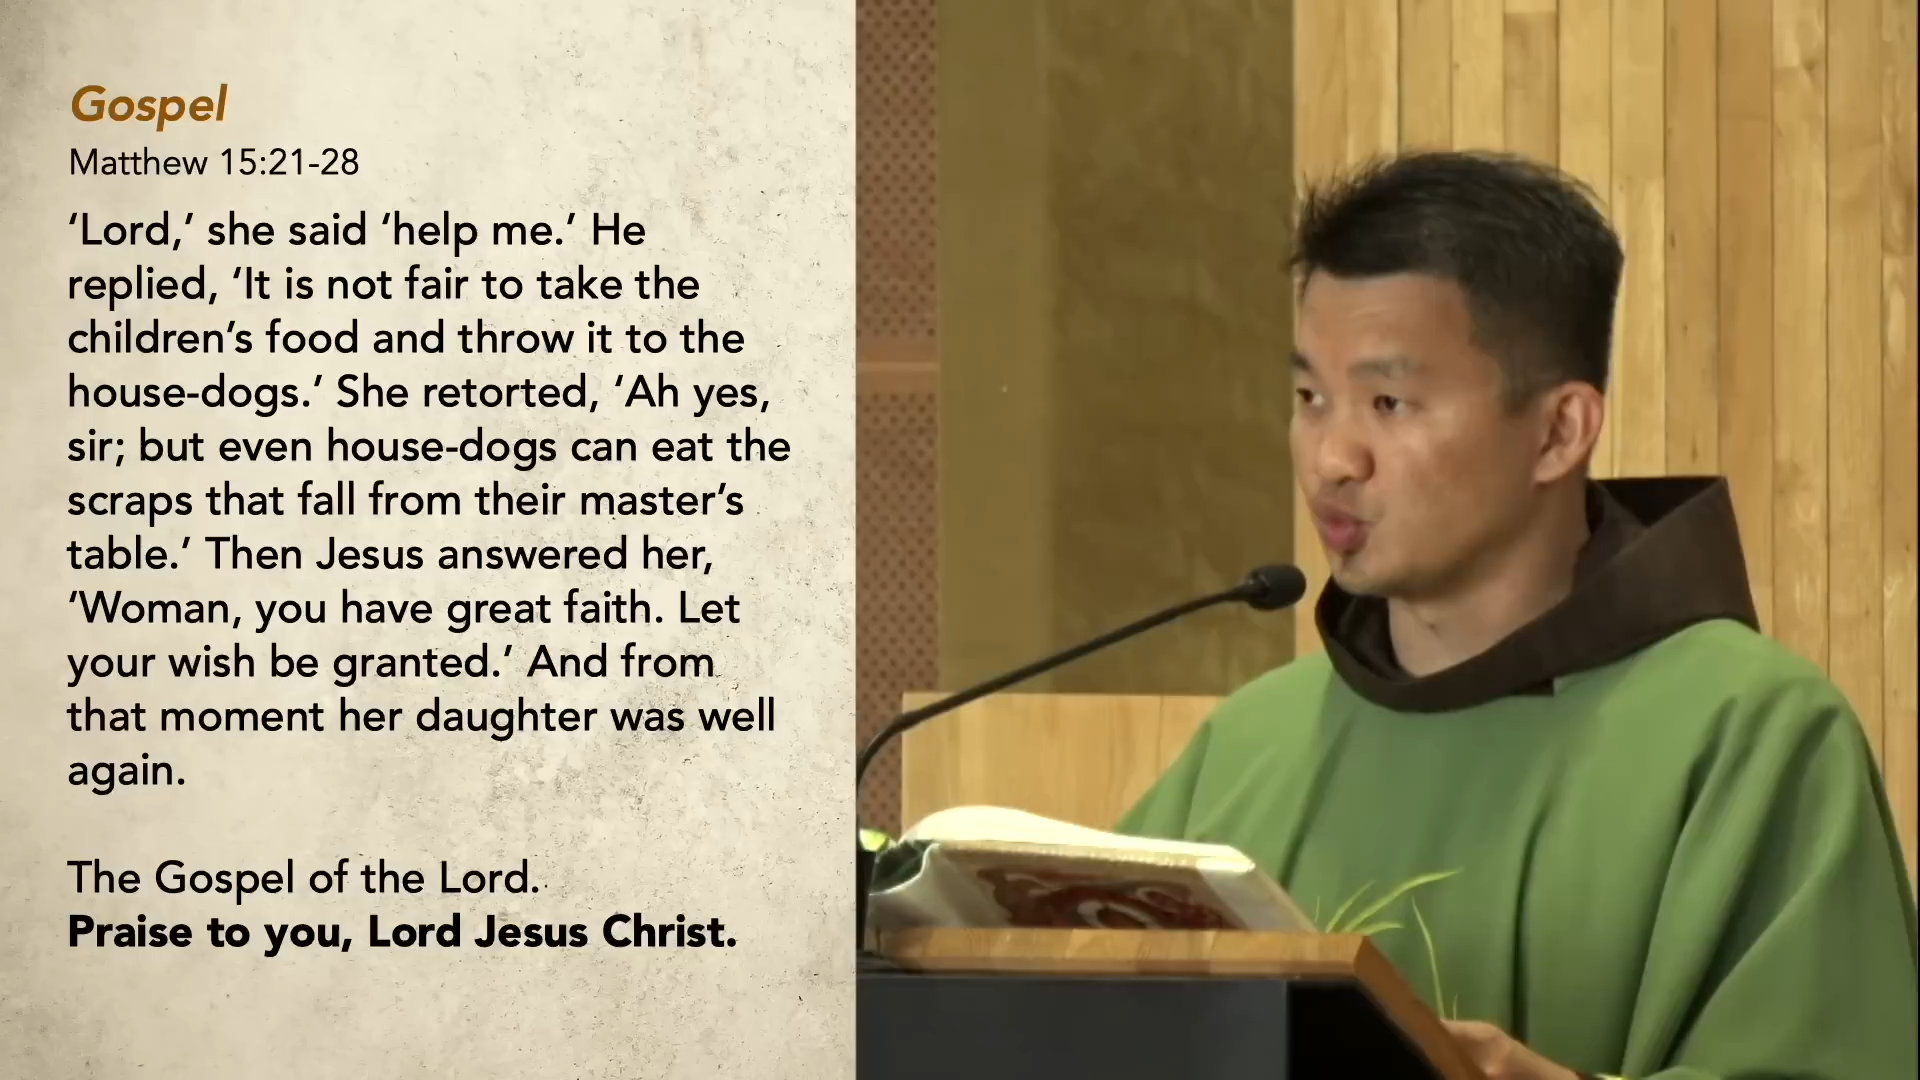 Gospel
Matthew 15:21-28
‘Lord,’ she said ‘help me.’ He
replied, ‘It is not fair to take the
children’s food and throw it to the
house-dogs.’ She retorted, ‘Ah yes,
sir; but even house-dogs can eat the
scraps that fall from their master’s
table.’ Then Jesus answered her,
‘Woman, you have great faith. Let
your wish be granted.’ And from
that moment her daughter was well
again.
The Gospel of the Lord.
Praise to you, Lord Jesus Christ.